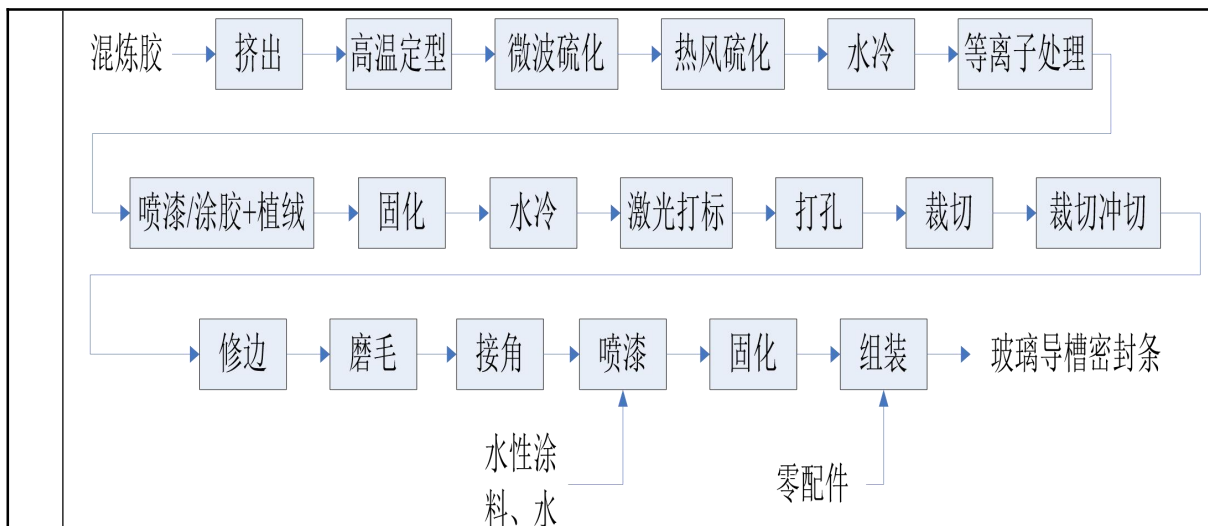 混炼胶 挤出 高温定型 微波硫化 热风硫化 水冷 等离子处理
喷漆/涂胶+植绒 固化 水冷 激光打标 打孔 裁切 裁切冲切
修边 磨毛 接角 喷漆 固化 组装 玻璃导槽密封条
水性涂
料、水
零配件